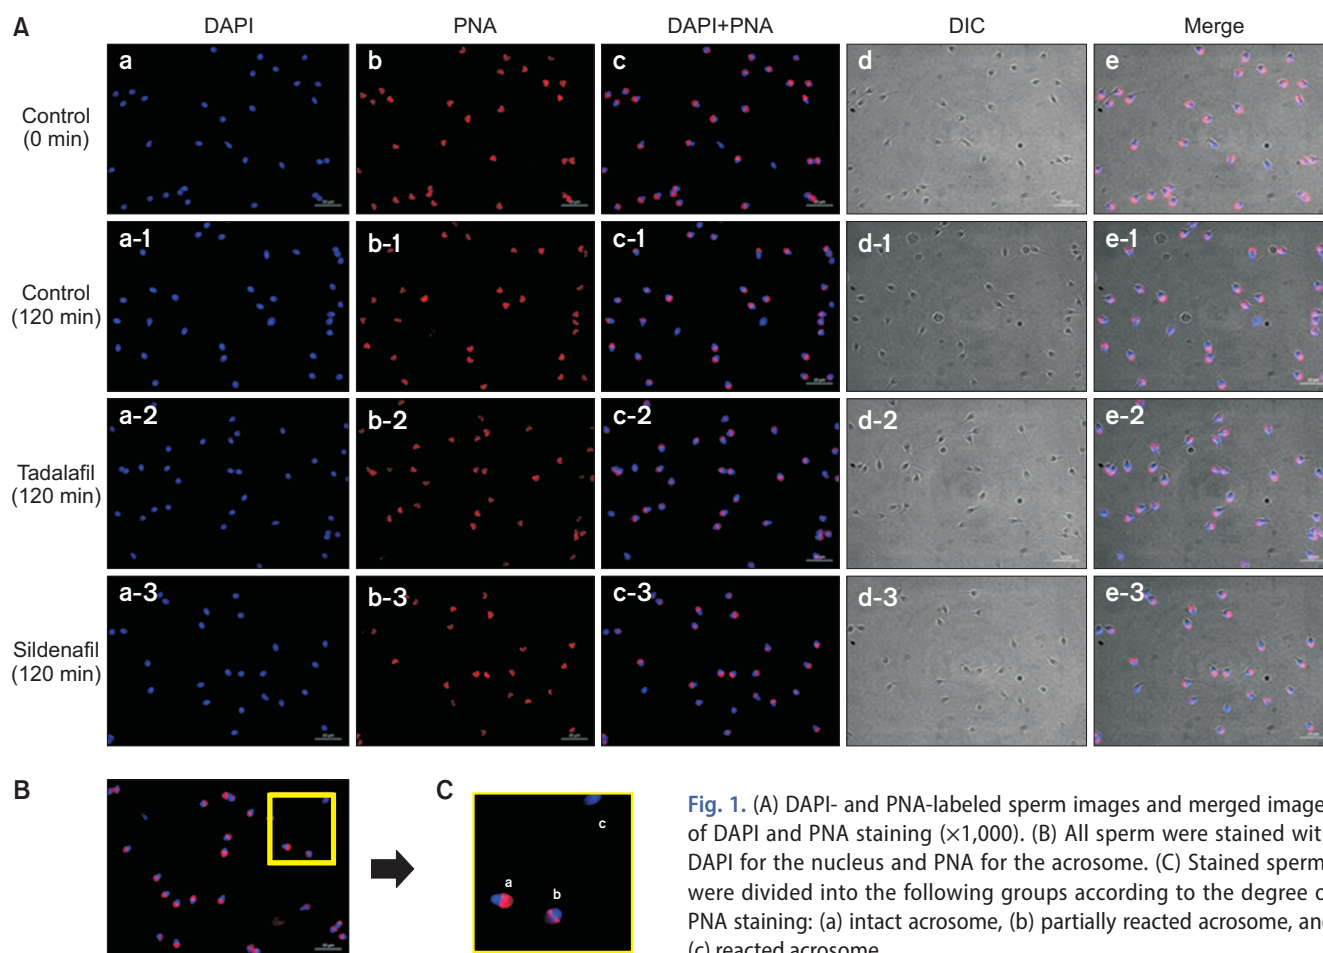 A
DAPI PNA DAPI+PNA DIC Merge
Control
(0 min)
a b c d e
Control
(120 min)
a-1 b-1 c-1 d-1 e-1
Tadalafil
(120 min)
a-2 b-2 c-2 d-2 e-2
Sildenafil
(120 min)
a-3 b-3 c-3 d-3 e-3
B
C
c
a
b
Fig. 1. (A) DAPI- and PNA-labeled sperm images and merged image
of DAPI and PNA staining (×1,000). (B) All sperm were stained wit
DAPI for the nucleus and PNA for the acrosome. (C) Stained sperm
were divided into the following groups according to the degree o
PNA staining: (a) intact acrosome, (b) partially reacted acrosome, an
(c) reacted acrosome